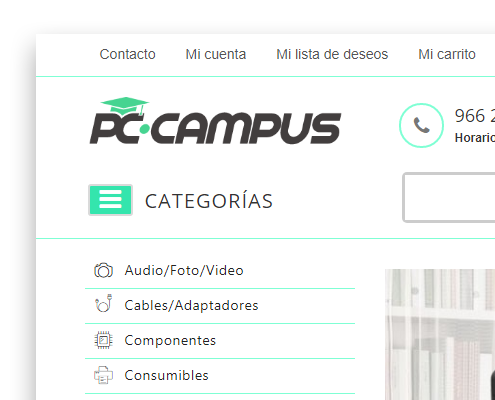 Contacto Mi cuenta Mi lista de deseos Mi carrito
PC·CAMPUS
966 2
Horario
CATEGORÍAS
Audio/Foto/Video
Cables/Adaptadores
Componentes
Consumibles